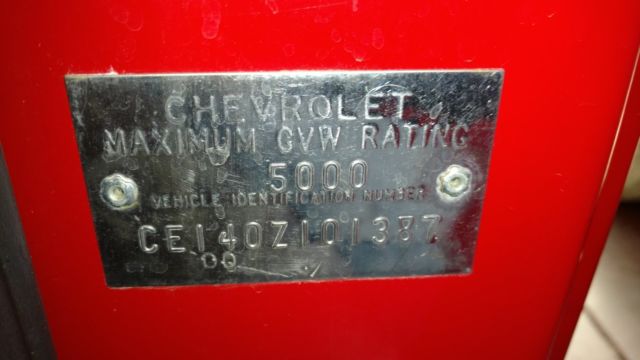 CHEVROLET
MAXIMUM GVW RATING
5000
VEHICLE IDENTIFICATION NUMBER
CE140Z101387